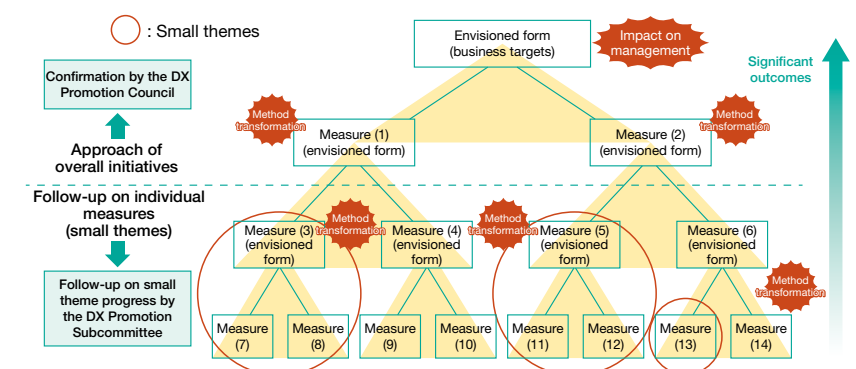 : Small themes
Envisioned form
(business targets)
Impact on
management
Significant
outcomes
Confirmation by the DX
Promotion Council
Method
transformation
Measure (1)
(envisioned form)
Measure (2)
(envisioned form)
Method
transformation
Approach of
overall initiatives
Follow-up on individual
measures
(small themes)
Measure (3)
(envisioned
form)
Method
transformation
Measure (4)
(envisioned
form)
Method
transformation
Measure (5)
(envisioned
form)
Measure (6)
(envisioned
form)
Method
transformation
Follow-up on small
theme progress by
the DX Promotion
Subcommittee
Measure
(7)
Measure
(8)
Measure
(9)
Measure
(10)
Measure
(11)
Measure
(12)
Measure
(13)
Measure
(14)